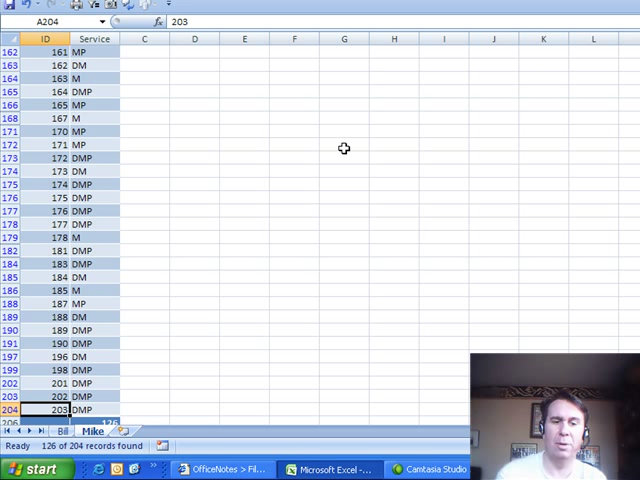 A204 fx 203
ID Service C D E F G H I J K L
162 161 MP
163 162 DM
164 163 M
165 164 DMP
166 165 MP
168 167 M
171 170 MP
172 171 MP
173 172 DMP
174 173 DM
175 174 DMP
176 175 DMP
177 176 DMP
178 177 DMP
179 178 M
182 181 DMP
184 183 DMP
185 184 DM
186 185 M
188 187 MP
189 188 DM
190 189 DMP
191 190 DMP
197 196 DM
199 198 DMP
202 201 DMP
203 202 DMP
204 203 DMP
206 126
Bill Mike
Ready 126 of 204 records found
start OfficeNotes > Fil... Microsoft Excel -... Camtasia Studio